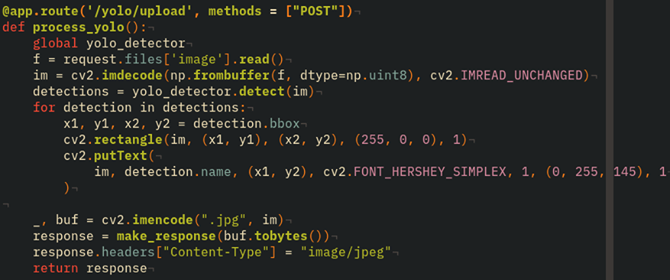 @app.route('/yolo/upload', methods = ["POST"])¬
def process_yolo():¬
    global yolo_detector¬
    f = request.files['image'].read()¬
    im = cv2.imdecode(np.frombuffer(f, dtype=np.uint8), cv2.IMREAD_UNCHANGED)¬
    detections = yolo_detector.detect(im)¬
    for detection in detections:¬
        x1, y1, x2, y2 = detection.bbox¬
        cv2.rectangle(im, (x1, y1), (x2, y2), (255, 0, 0), 1)¬
        cv2.putText(¬
            im, detection.name, (x1, y2), cv2.FONT_HERSHEY_SIMPLEX, 1, (0, 255, 145), 1¬
        )¬
¬
    _, buf = cv2.imencode(".jpg", im)¬
    response = make_response(buf.tobytes())¬
    response.headers["Content-Type"] = "image/jpeg"¬
    return response¬